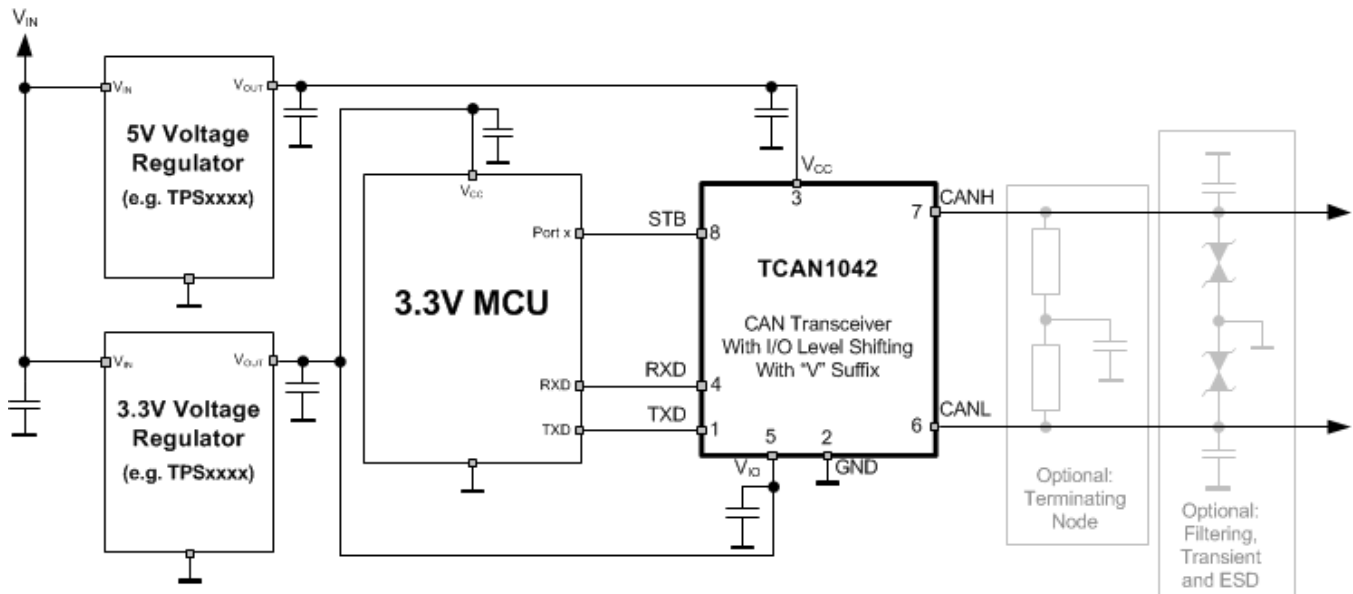 VIN
VIN
VOUT
5V Voltage
Regulator
(e.g. TPSxxxx)
VIN
VOUT
3.3V Voltage
Regulator
(e.g. TPSxxxx)
VCC
Port x
3.3V MCU
RXD
TXD
STB
RXD
TXD
VCC
3
8
7
CANH
TCAN1042
CAN Transceiver
With I/O Level Shifting
With “V” Suffix
4
1
5
2
6
CANL
VIO
GND
Optional:
Terminating
Node
Optional:
Filtering,
Transient
and ESD